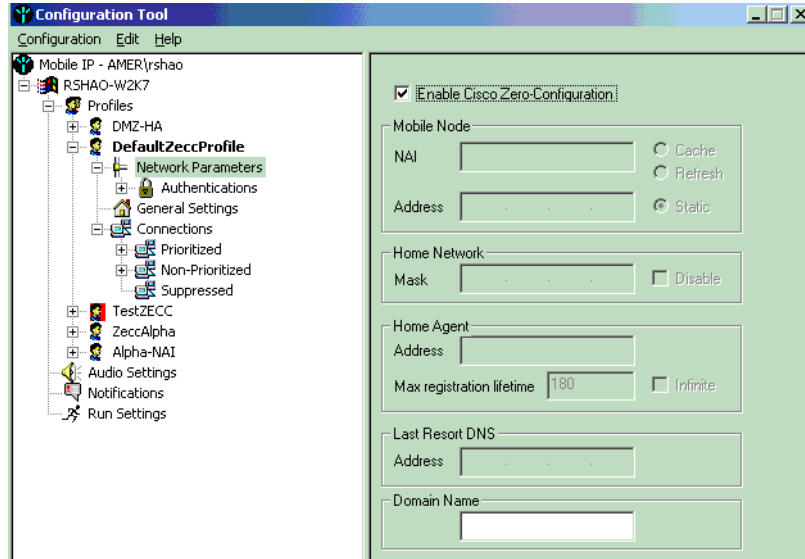 Configuration Tool
Configuration Edit Help
Mobile IP - AMER\rshao
RSHAO-W2K7
Profiles
DMZ-HA
DefaultZeccProfile
Network Parameters
Authentications
General Settings
Connections
Prioritized
Non-Prioritized
Suppressed
TestZECC
ZeccAlpha
Alpha-NAI
Audio Settings
Notifications
Run Settings
Enable Cisco Zero-Configuration
Mobile Node
NAI
Cache
Refresh
Address . . . Static
Home Network
Mask . . . Disable
Home Agent
Address
Max registration lifetime 180 Infinite
Last Resort DNS
Address . . .
Domain Name